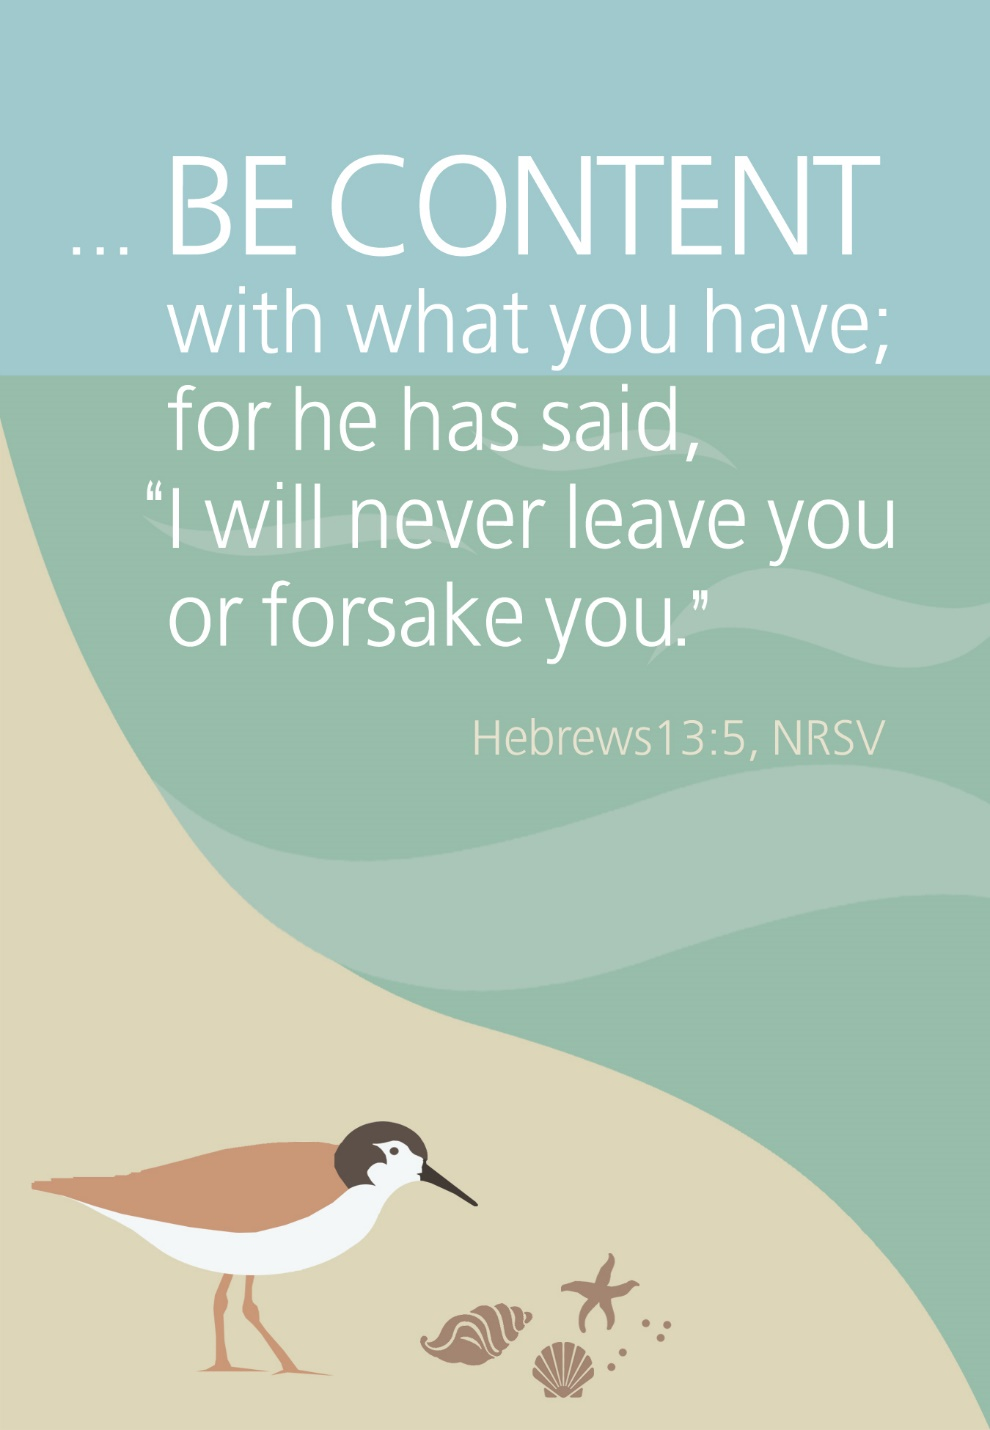 ... BE CONTENT
with what you have;
for he has said,
“I will never leave you
or forsake you.”
Hebrews13:5, NRSV